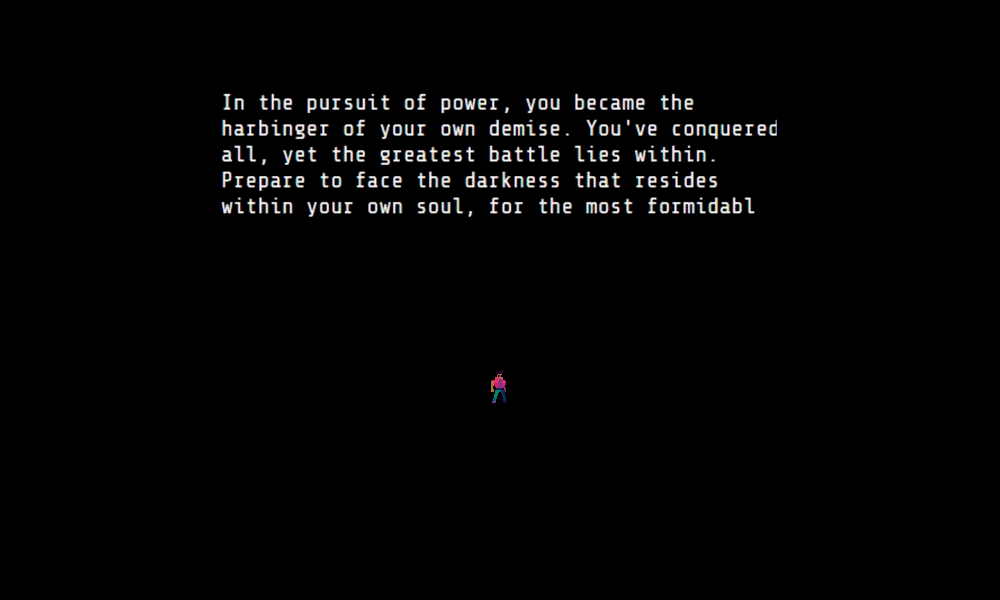 In the pursuit of power, you became the
harbinger of your own demise. You've conquered
all, yet the greatest battle lies within.
Prepare to face the darkness that resides
within your own soul, for the most formidabl